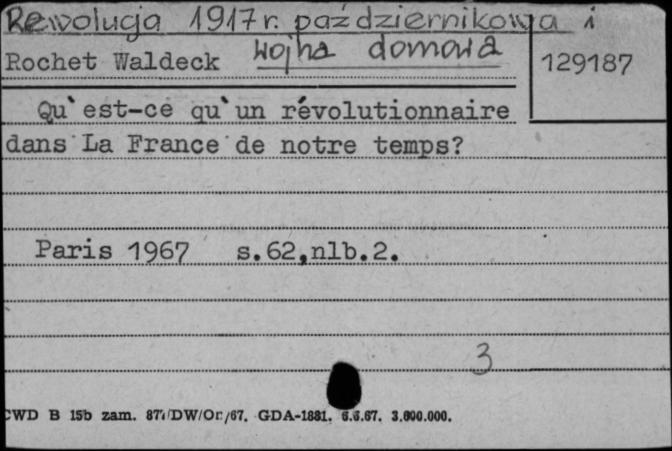 Rewolucja 1917 r. październikowa i
wojna domowa
Rochet Waldeck
129187
Qu'est-ce qu'un révolutionnaire
dans La France de notre temps?
Paris 1967 s.62,nlb.2.
3
CWD B 15b zam. 877/DW/Or/67. GDA-1881. 6.6.67. 3.000.000.